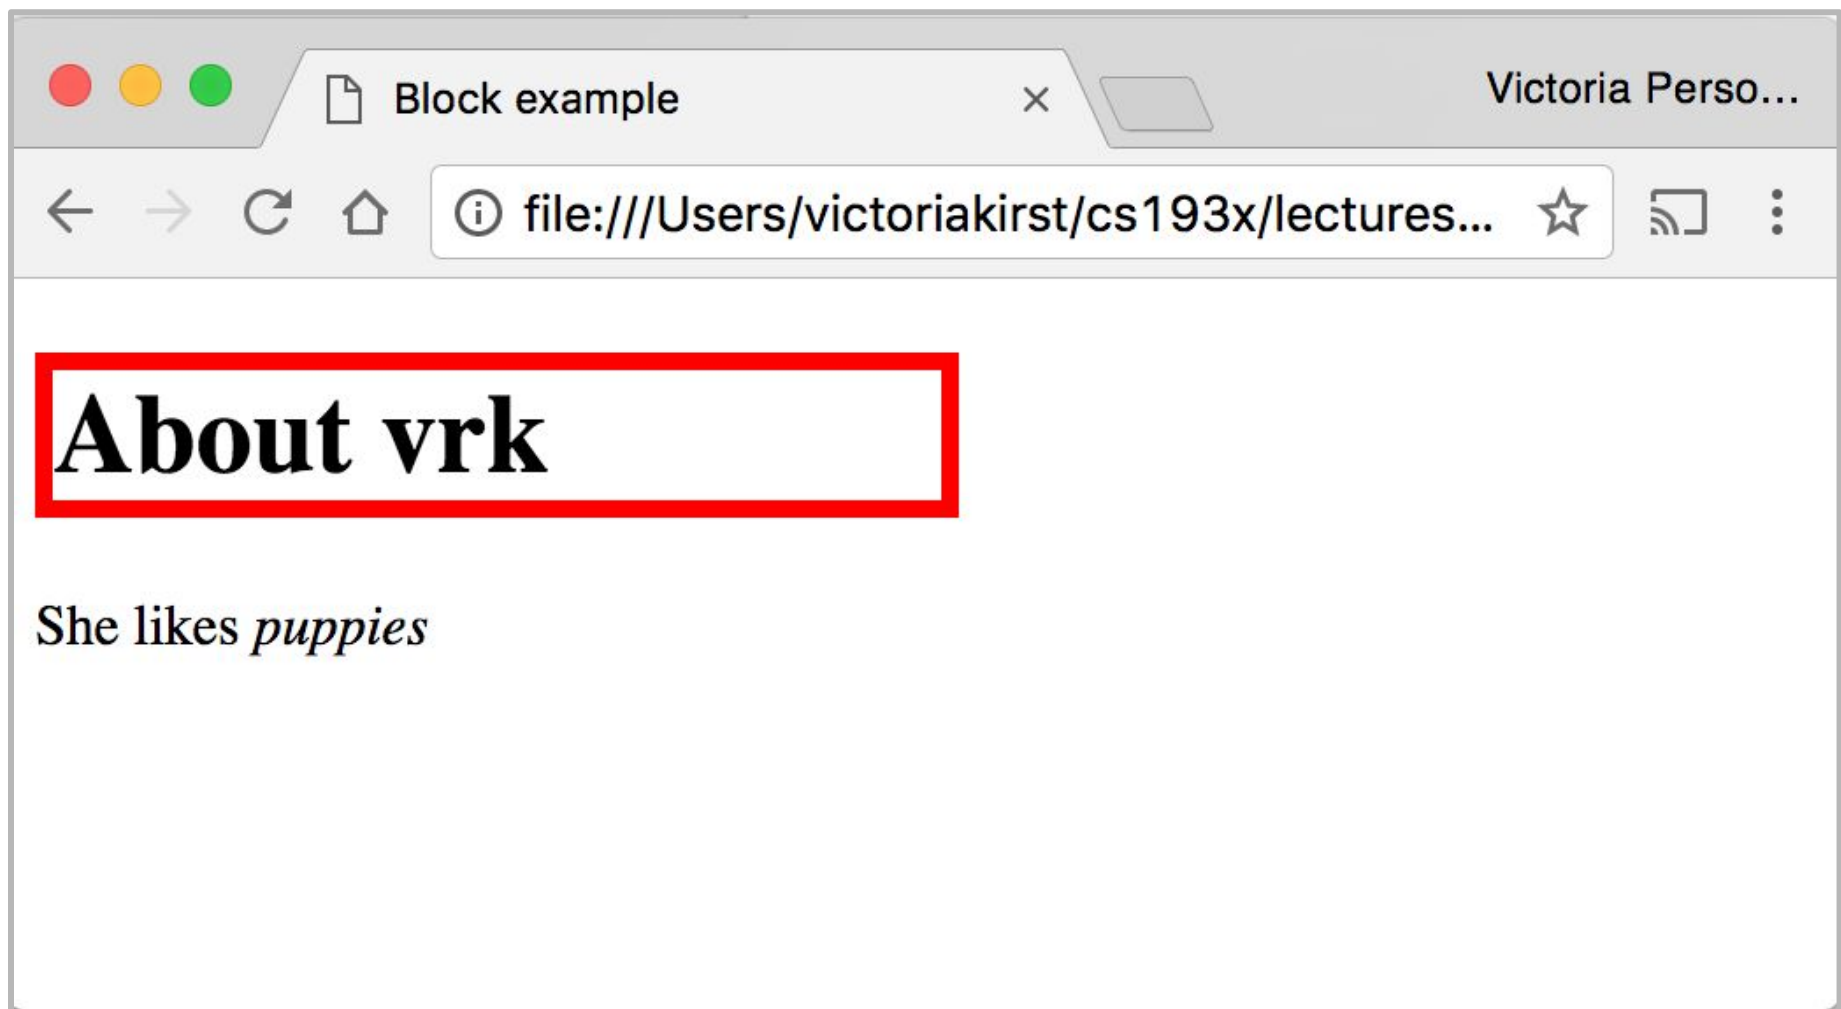 Block example
Victoria Perso...
file:///Users/victoriakirst/cs193x/lectures...
About vrk
She likes puppies